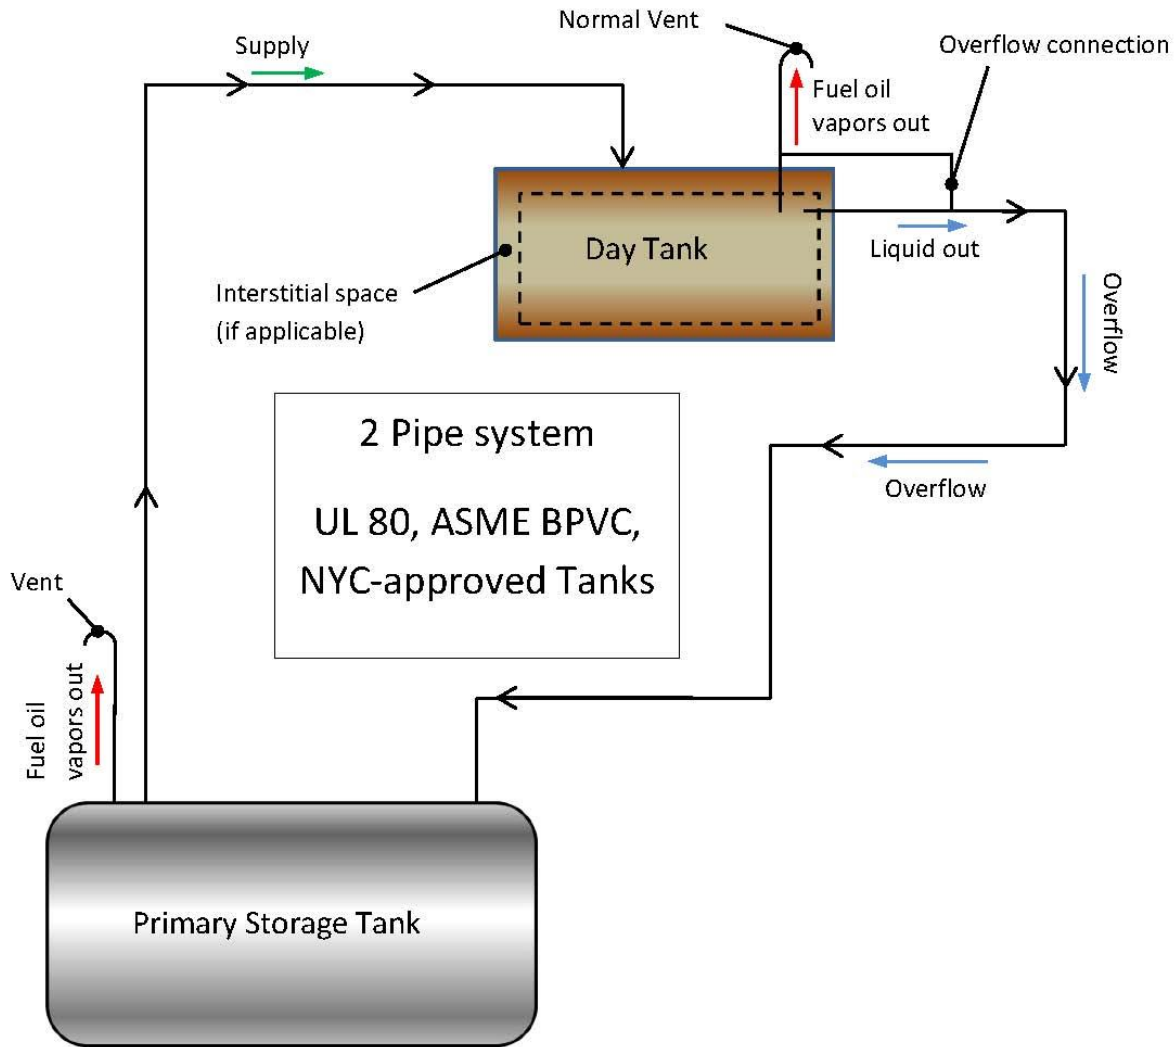 Normal Vent
Supply
Overflow connection
Fuel oil
vapors out
Day Tank
Liquid out
Interstitial space
(if applicable)
Overflow
2 Pipe system
UL 80, ASME BPVC,
NYC-approved Tanks
Overflow
Vent
Fuel oil
vapors out
Primary Storage Tank